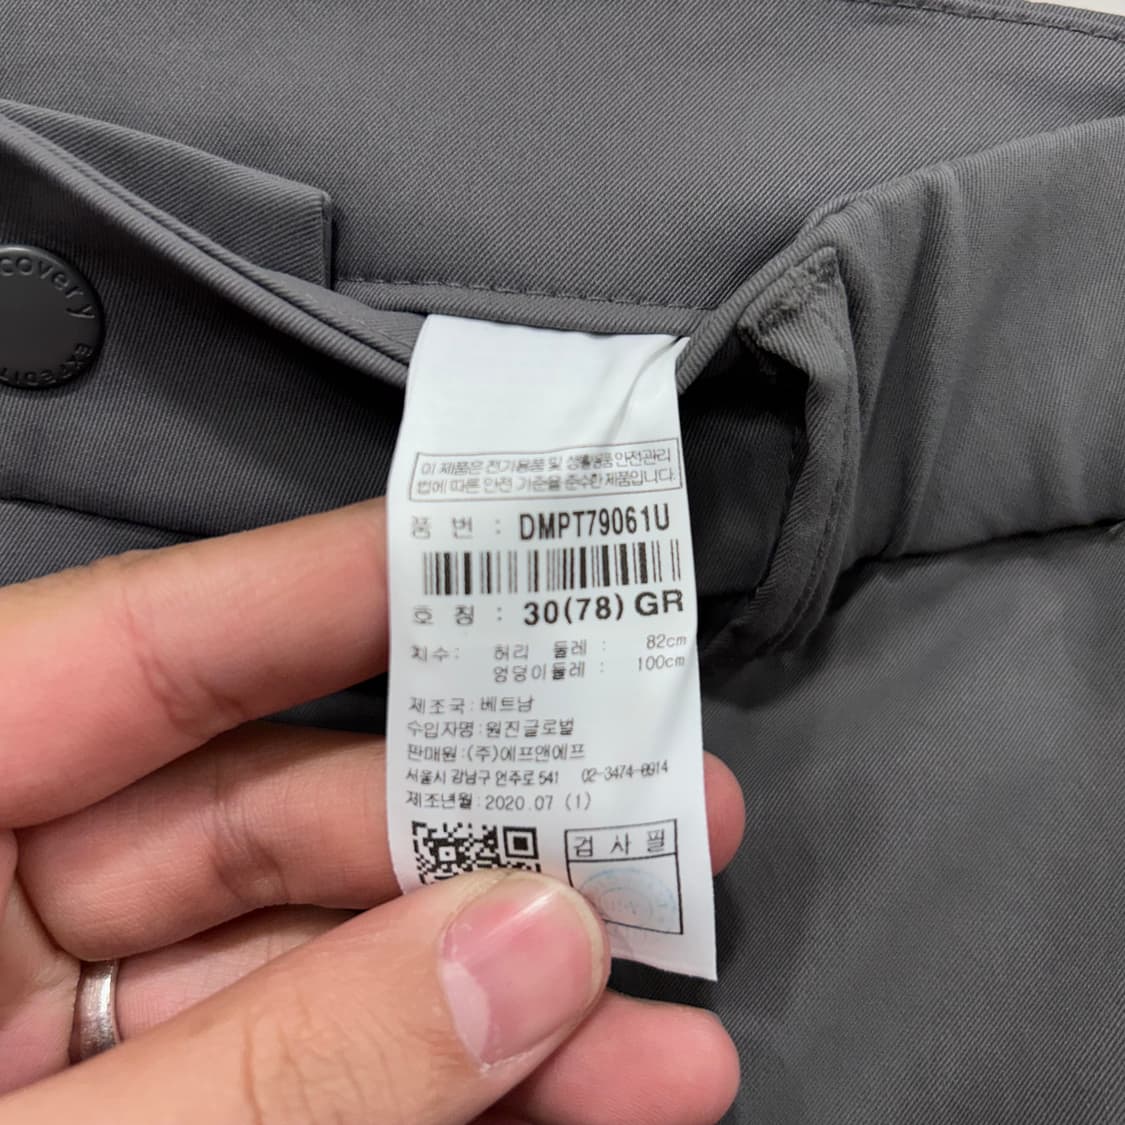 covery
EXPEDIT
이 제품은 전기용품 및 생활용품 안전관리
법에 따른 안전 기준을 준수한 제품입니다.
품 번 : DMPT79061U
호 칭 : 30(78) GR
치수: 허리 둘레 : 82cm
엉덩이둘레 : 100cm
제조국:베트남
수입자명:원진글로벌
판매원:(주)에프앤에프
서울시 강남구 언주로 541 02-3474-0914
제조년월:2020.07 (1)
검 사 필